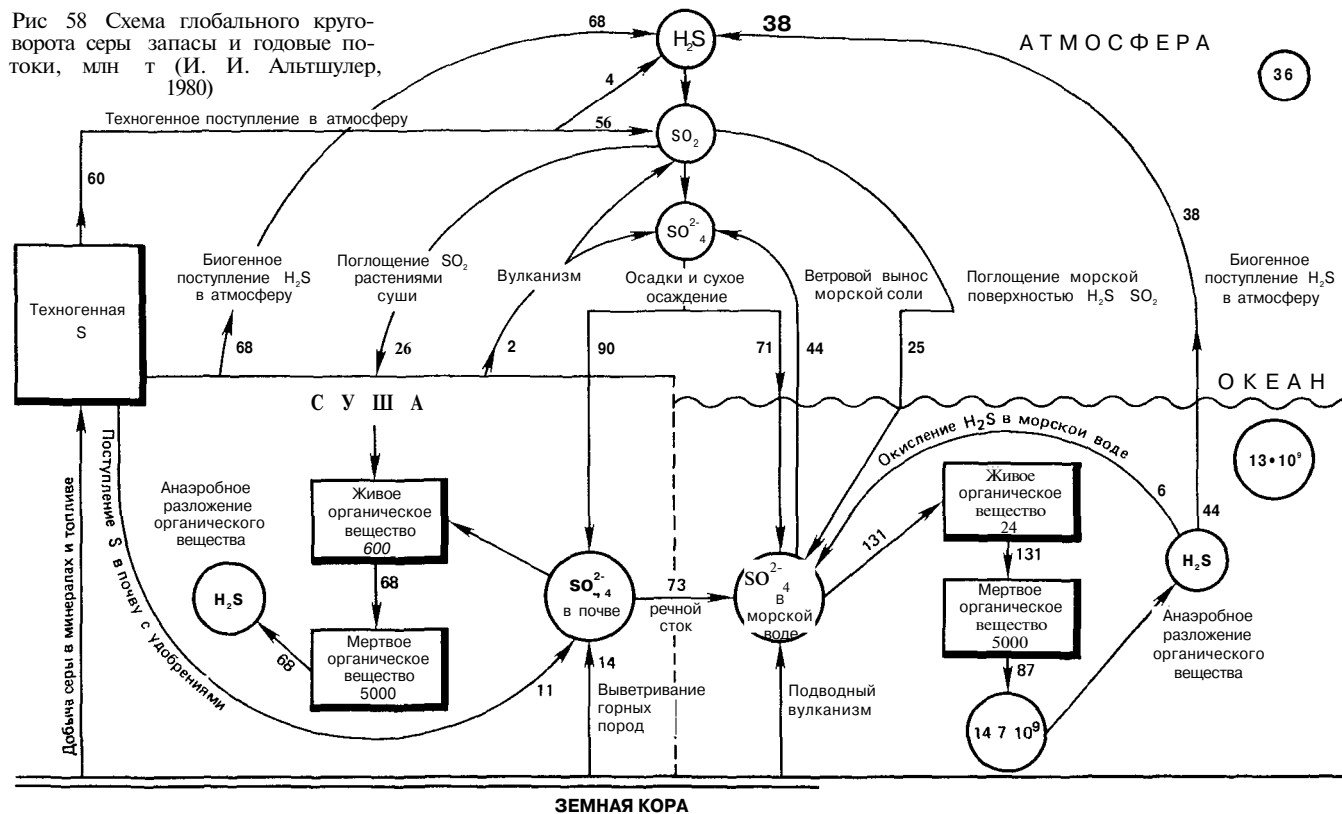 Рис 58 Схема глобального круго-
ворота серы запасы и годовые по-
токи, млн т (И. И. Альтшулер,
1980)
68
H₂S
38
АТМОСФЕРА
36
4
Техногенное поступление в атмосферу
56
SO₂
60
38
SO²⁻₄
Биогенное
поступление H₂S
в атмосферу
Поглощение SO₂
растениями
суши
Вулканизм
Осадки и сухое
осаждение
Ветровой вынос
морской соли
Поглощение морской
поверхностью H₂S SO₂
Биогенное
поступление H₂S
в атмосферу
Техногенная
S
68
26
2
90
71
44
25
ОКЕАН
СУША
Добыча серы в минералах и топливе
Поступление S в почву с удобрениями
Окисление H₂S в морской воде
13•10⁹
Анаэробное
разложение
органического
вещества
Живое
органическое
вещество
600
68
H₂S
68
Мертвое
органическое
вещество
5000
11
SO²⁻₄
в почве
73
речной
сток
14
Выветривание
горных
пород
SO²⁻₄
в
морской
воде
Подводный
вулканизм
131
Живое
органическое
вещество
24
131
Мертвое
органическое
вещество
5000
87
14 7 10⁹
6
44
H₂S
Анаэробное
разложение
органического
вещества
ЗЕМНАЯ КОРА